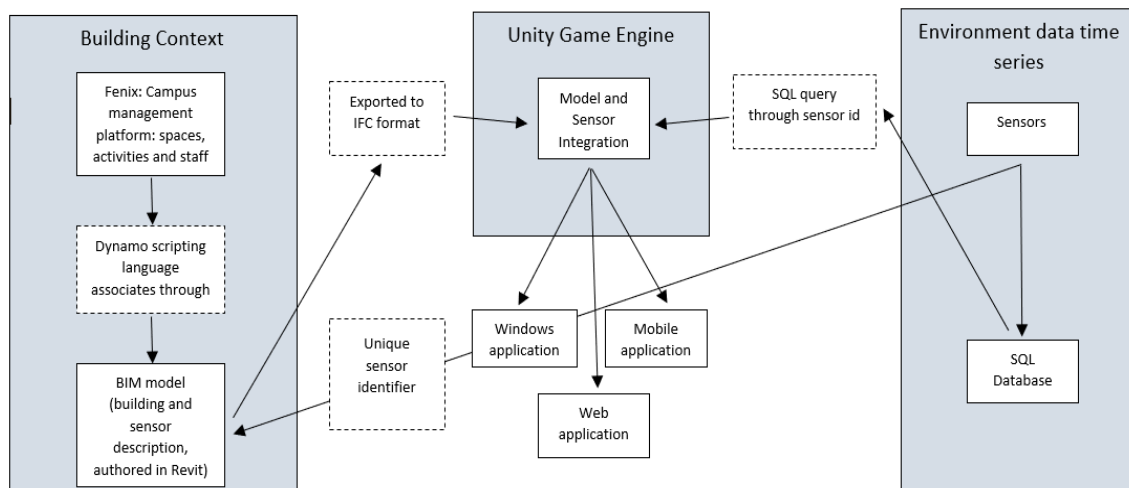 Building Context
Fenix: Campus
management
platform: spaces,
activities and staff
Dynamo scripting
language
associates through
BIM model
(building and
sensor
description,
authored in Revit)
Exported to
IFC format
Unique
sensor
identifier
Unity Game Engine
Model and
Sensor
Integration
Windows
application
Mobile
application
Web
application
SQL query
through sensor id
Environment data time
series
Sensors
SQL
Database